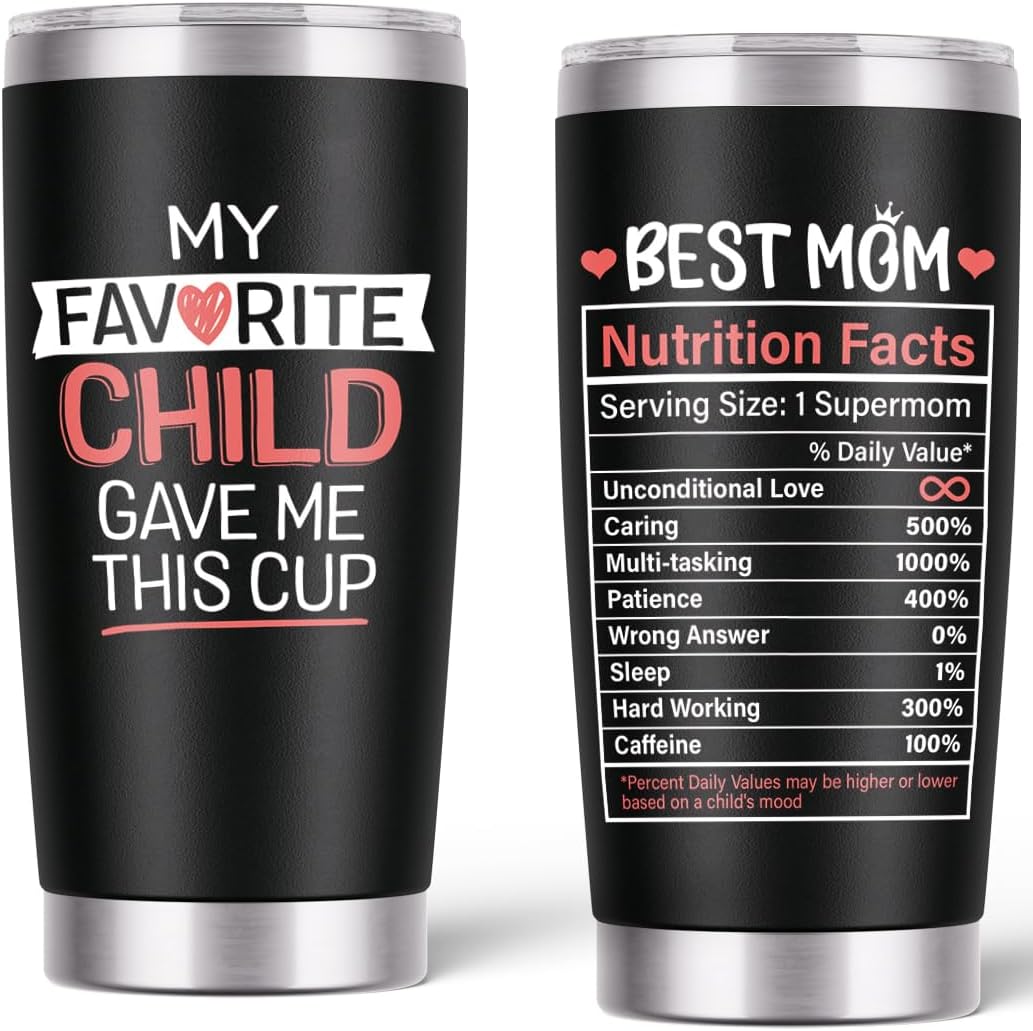 MY
FAVORITE
CHILD
GAVE ME
THIS CUP
BEST MOM
Nutrition Facts
Serving Size: 1 Supermom
% Daily Value*
Unconditional Love ∞
Caring 500%
Multi-tasking 1000%
Patience 400%
Wrong Answer 0%
Sleep 1%
Hard Working 300%
Caffeine 100%
*Percent Daily Values may be higher or lower
based on a child's mood